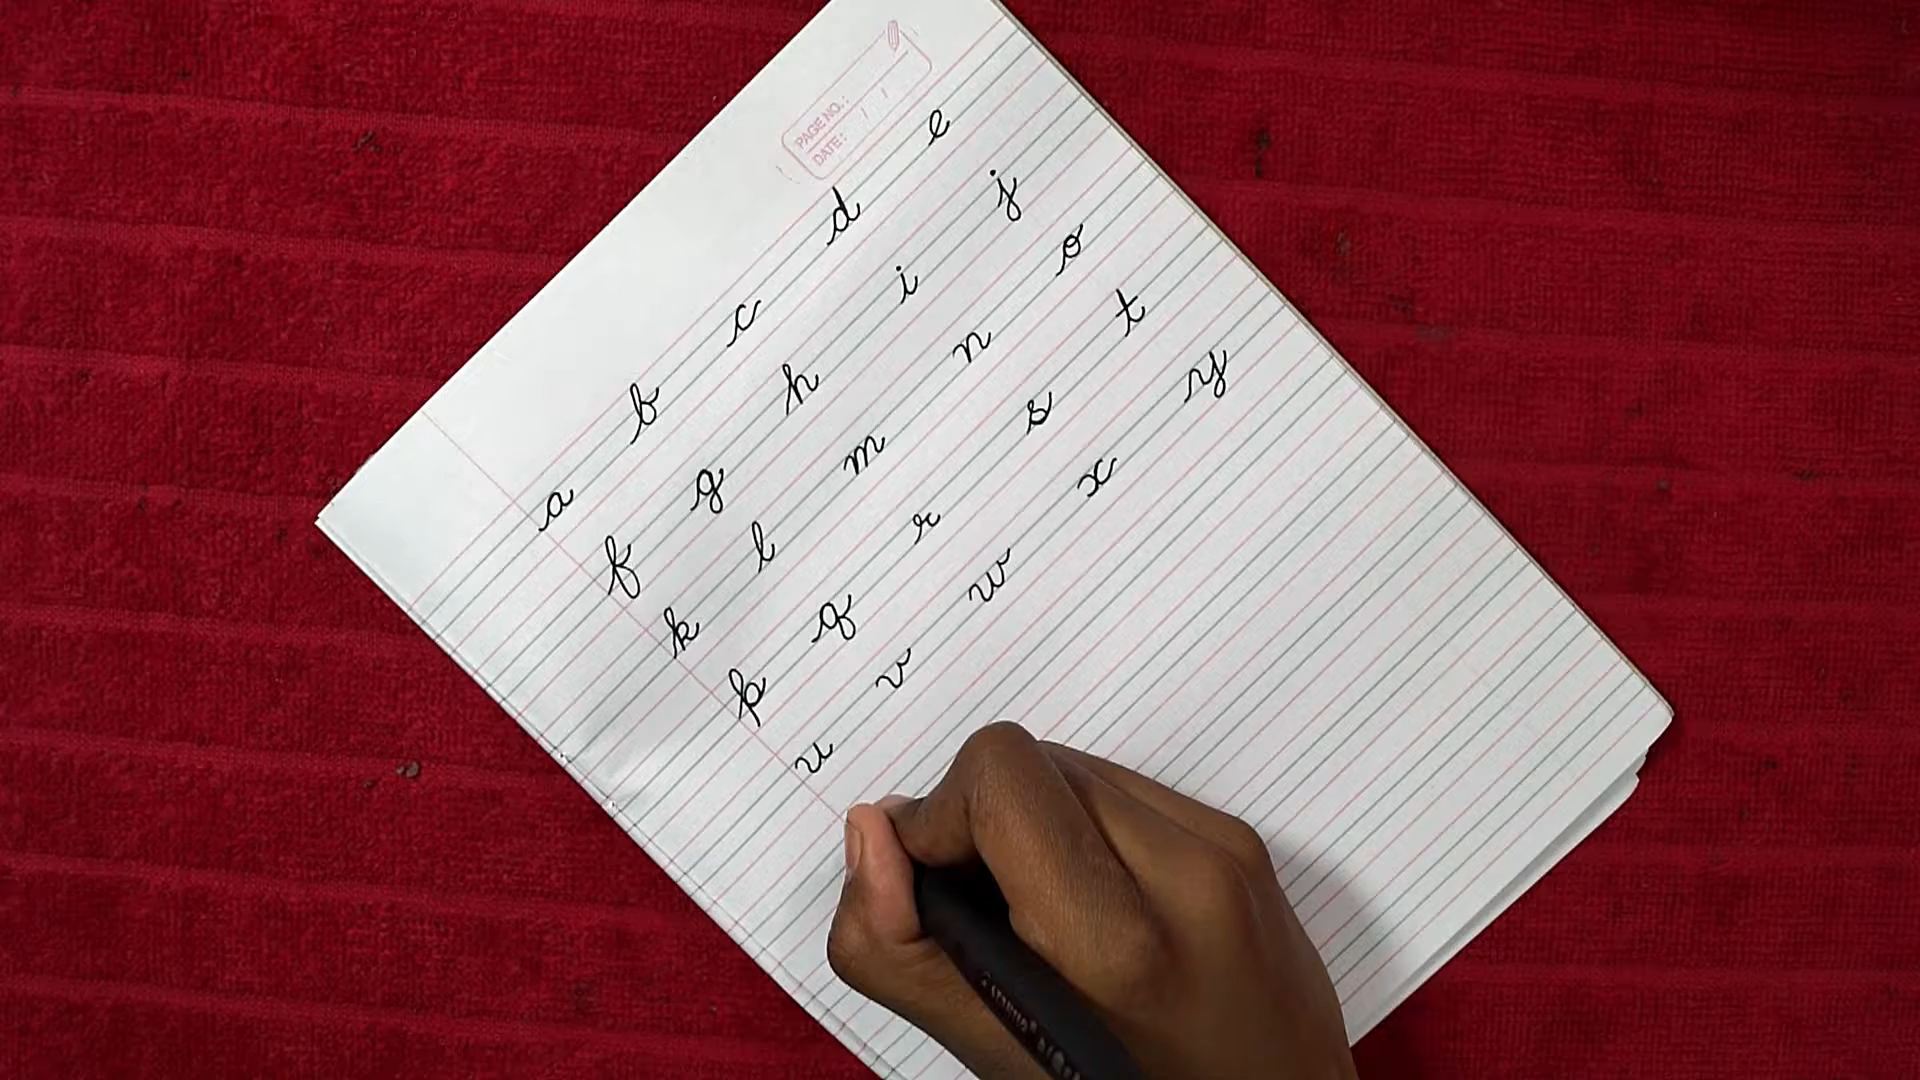 PAGE NO.:
DATE: / /
a b c d e
f g h i j
k l m n o
p q r s t
u v w x y